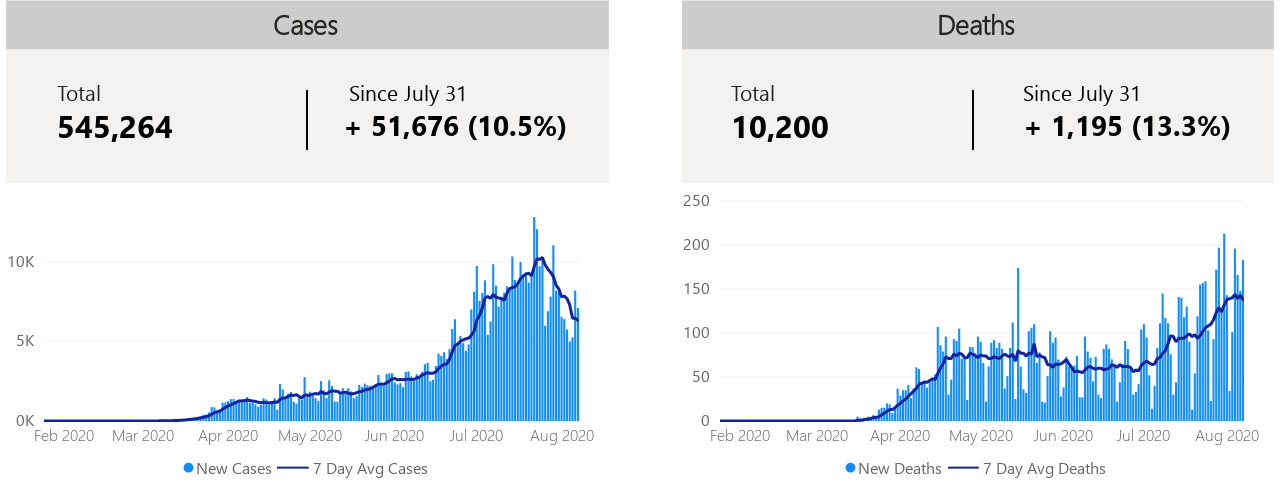 Cases
Total
545,264
Since July 31
+ 51,676 (10.5%)
10K
5K
0K
Feb 2020 Mar 2020 Apr 2020 May 2020 Jun 2020 Jul 2020 Aug 2020
New Cases 7 Day Avg Cases
Deaths
Total
10,200
Since July 31
+ 1,195 (13.3%)
250
200
150
100
50
0
Feb 2020 Mar 2020 Apr 2020 May 2020 Jun 2020 Jul 2020 Aug 2020
New Deaths 7 Day Avg Deaths